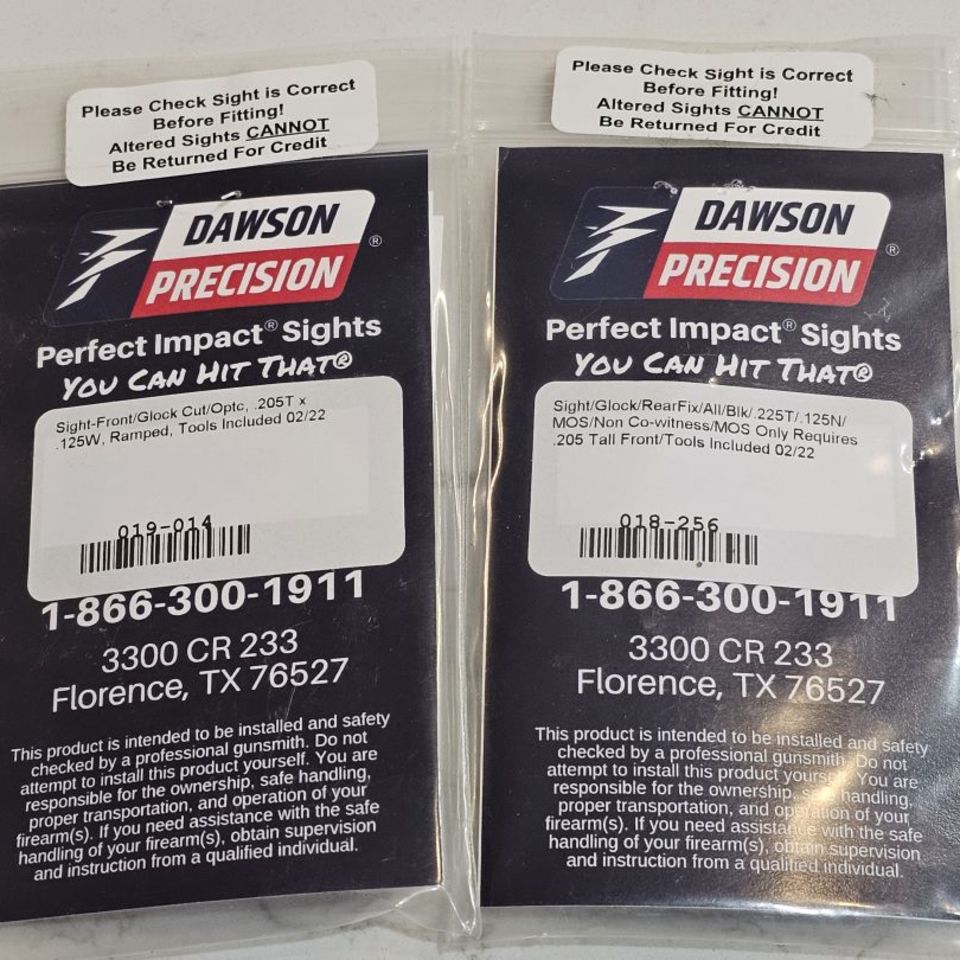 Please Check Sight is Correct
Before Fitting!
Altered Sights CANNOT
Be Returned For Credit
DAWSON
PRECISION®
Perfect Impact® Sights
YOU CAN HIT THAT®
Sight-Front/Glock Cut/Optc, .205T x
.125W, Ramped, Tools Included 02/22
019-014
1-866-300-1911
3300 CR 233
Florence, TX 76527
This product is intended to be installed and safety
checked by a professional gunsmith. Do not
attempt to install this product yourself. You are
responsible for the ownership, safe handling,
proper transportation, and operation of your
firearm(s). If you need assistance with the safe
handling of your firearm(s), obtain supervision
and instruction from a qualified individual.
Please Check Sight is Correct
Before Fitting!
Altered Sights CANNOT
Be Returned For Credit
DAWSON
PRECISION®
Perfect Impact® Sights
YOU CAN HIT THAT®
Sight/Glock/RearFix/All/Blk/.225T/.125N/
MOS/Non Co-witness/MOS Only Requires
.205 Tall Front/Tools Included 02/22
018-256
1-866-300-1911
3300 CR 233
Florence, TX 76527
This product is intended to be installed and safety
checked by a professional gunsmith. Do not
attempt to install this product yourself. You are
responsible for the ownership, safe handling,
proper transportation, and operation of your
firearm(s). If you need assistance with the safe
handling of your firearm(s), obtain supervision
and instruction from a qualified individual.